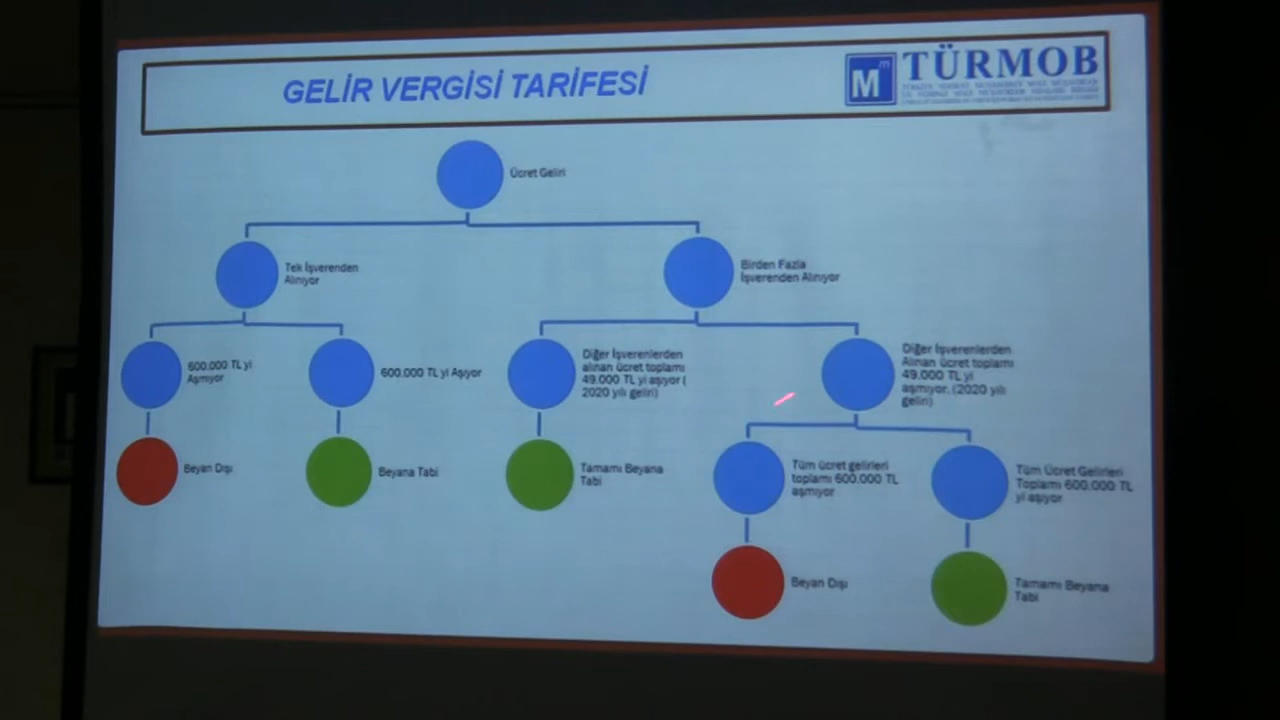 GELİR VERGİSİ TARİFESİ
TÜRMOB
Ücret Geliri
Tek İşverenden
Alınıyor
Birden Fazla
İşverenden Alınıyor
600.000 TL yi
Aşmıyor
600.000 TL yi Aşıyor
Diğer İşverenlerden
alınan ücret toplamı
49.000 TL yi aşıyor (
2020 yılı geliri)
Diğer İşverenlerden
Alınan ücret toplamı
49.000 TL yi
aşmıyor. (2020 yılı
geliri)
Beyan Dışı
Beyana Tabi
Tamamı Beyana
Tabi
Tüm ücret gelirleri
toplamı 600.000 TL
aşmıyor
Tüm Ücret Gelirleri
Toplamı 600.000 TL
yi aşıyor
Beyan Dışı
Tamamı Beyana
Tabi